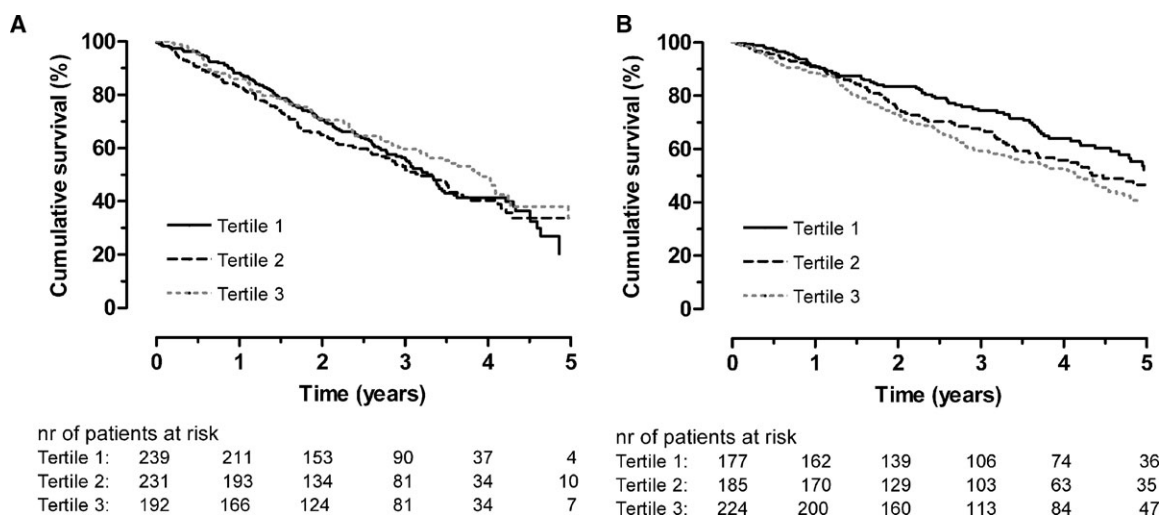 A
Cumulative survival (%)
100
80
60
40
20
0
Tertile 1
Tertile 2
Tertile 3
0 1 2 3 4 5
Time (years)
nr of patients at risk
Tertile 1: 239 211 153 90 37 4
Tertile 2: 231 193 134 81 34 10
Tertile 3: 192 166 124 81 34 7
B
Cumulative survival (%)
100
80
60
40
20
0
Tertile 1
Tertile 2
Tertile 3
0 1 2 3 4 5
Time (years)
nr of patients at risk
Tertile 1: 177 162 139 106 74 36
Tertile 2: 185 170 129 103 63 35
Tertile 3: 224 200 160 113 84 47